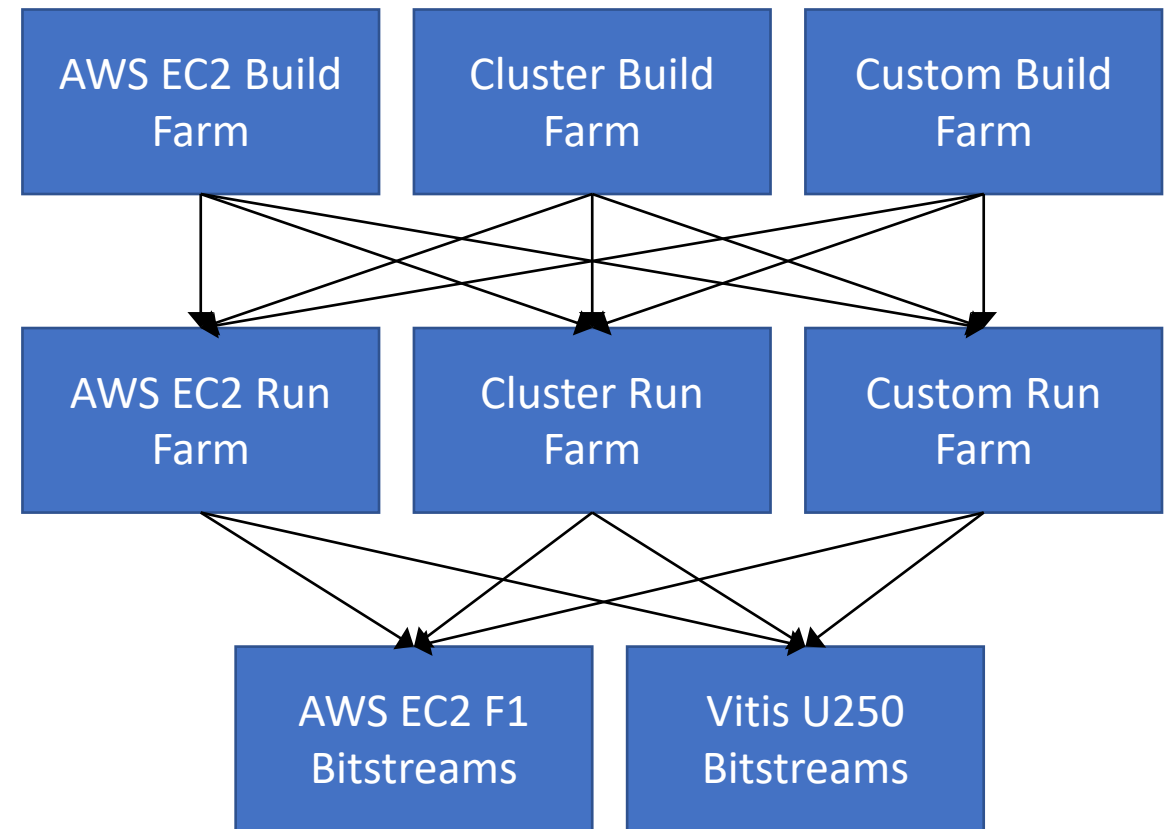 AWS EC2 Build
Farm
Cluster Build
Farm
Custom Build
Farm
AWS EC2 Run
Farm
Cluster Run
Farm
Custom Run
Farm
AWS EC2 F1
Bitstreams
Vitis U250
Bitstreams